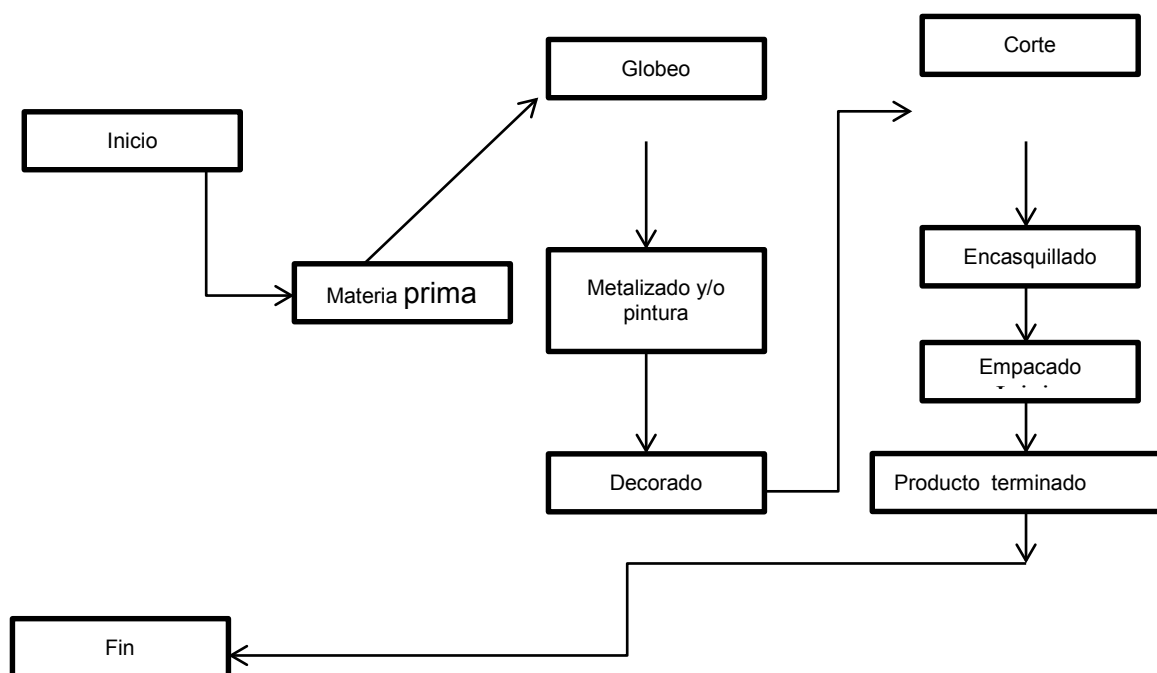 Inicio
Materia prima
Globeo
Metalizado y/o
pintura
Decorado
Corte
Encasquillado
Empacado
Producto terminado
Fin